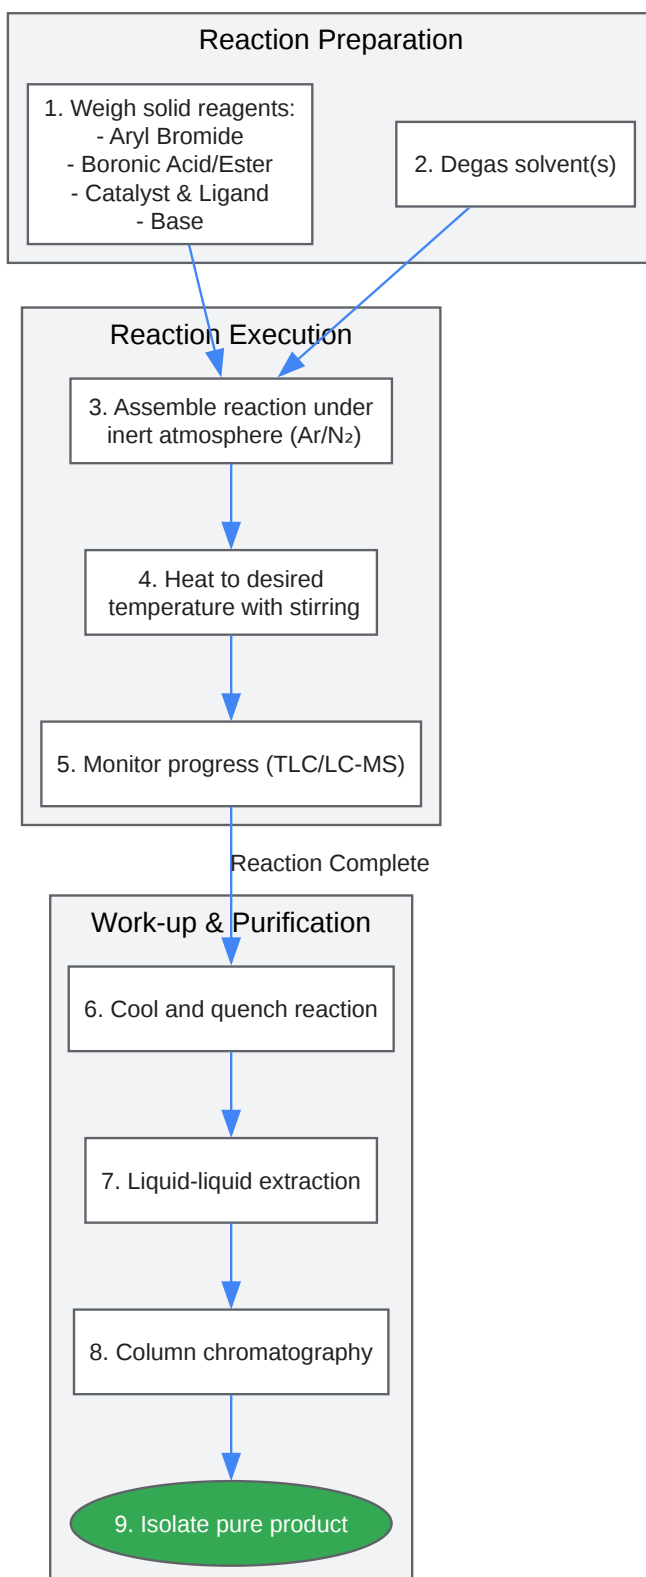 Reaction Preparation
1. Weigh solid reagents:
- Aryl Bromide
- Boronic Acid/Ester
- Catalyst & Ligand
- Base
2. Degas solvent(s)
Reaction Execution
3. Assemble reaction under
inert atmosphere (Ar/N₂)
4. Heat to desired
temperature with stirring
5. Monitor progress (TLC/LC-MS)
Reaction Complete
Work-up & Purification
6. Cool and quench reaction
7. Liquid-liquid extraction
8. Column chromatography
9. Isolate pure product